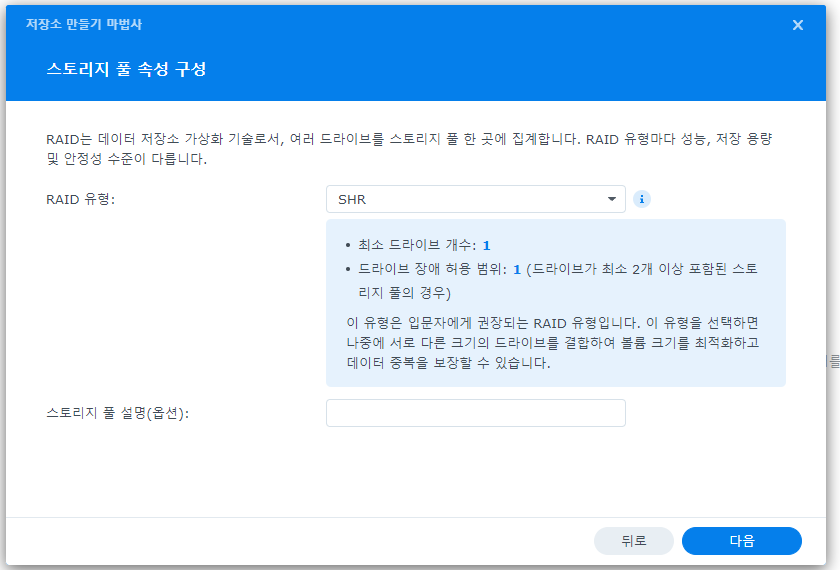 저장소 만들기 마법사
스토리지 풀 속성 구성
RAID는 데이터 저장소 가상화 기술로서, 여러 드라이브를 스토리지 풀 한 곳에 집계합니다. RAID 유형마다 성능, 저장 용량
및 안정성 수준이 다릅니다.
RAID 유형:
SHR
• 최소 드라이브 개수: 1
• 드라이브 장애 허용 범위: 1 (드라이브가 최소 2개 이상 포함된 스토
리지 풀의 경우)
이 유형은 입문자에게 권장되는 RAID 유형입니다. 이 유형을 선택하면
나중에 서로 다른 크기의 드라이브를 결합하여 볼륨 크기를 최적화하고
데이터 중복을 보장할 수 있습니다.
스토리지 풀 설명(옵션):
뒤로
다음